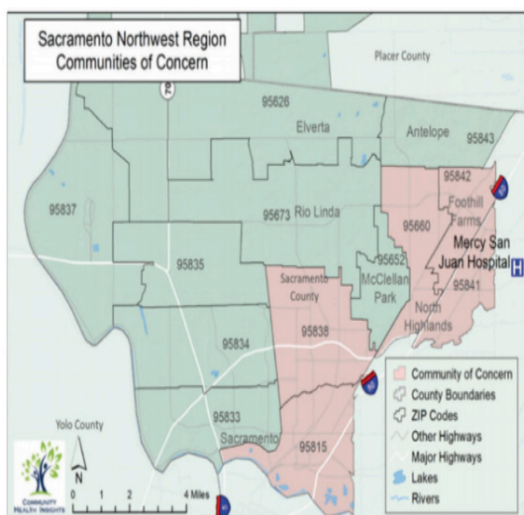 Sacramento Northwest Region
Communities of Concern
Placer County
95626
Elverta
Antelope
95843
95842
Foothill
Farms
95837
95673
Rio Linda
95660
Mercy San
Juan Hospital
H
95841
95835
95652
McClellan
Park
North
Highlands
Sacramento
County
95838
95834
95833
Sacramento
95815
Yolo County
N
0 1 2 4 Miles
COMMUNITY
HEALTH INSIGHTS
Community of Concern
County Boundaries
ZIP Codes
Other Highways
Major Highways
Lakes
Rivers